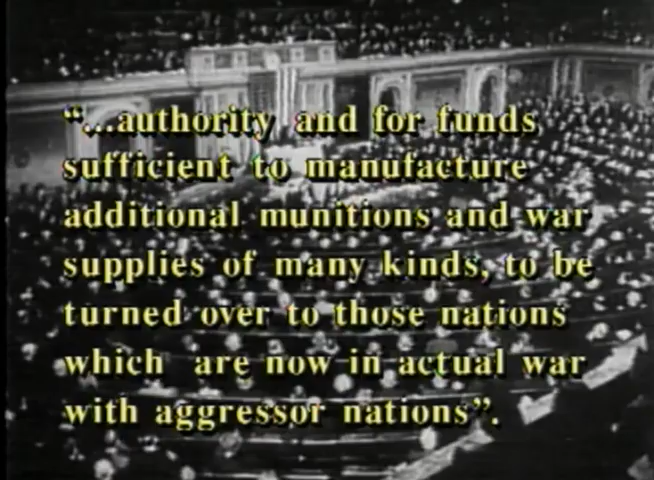 “...authority and for funds
sufficient to manufacture
additional munitions and war
supplies of many kinds, to be
turned over to those nations
which are now in actual war
with aggressor nations”.